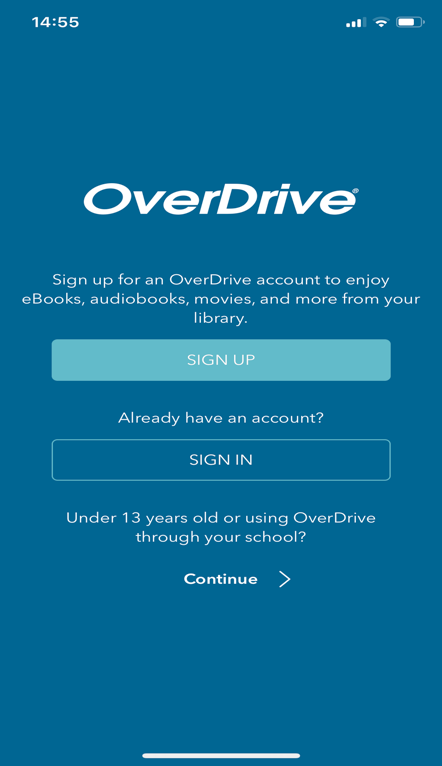 14:55
OverDrive®
Sign up for an OverDrive account to enjoy
eBooks, audiobooks, movies, and more from your
library.
SIGN UP
Already have an account?
SIGN IN
Under 13 years old or using OverDrive
through your school?
Continue